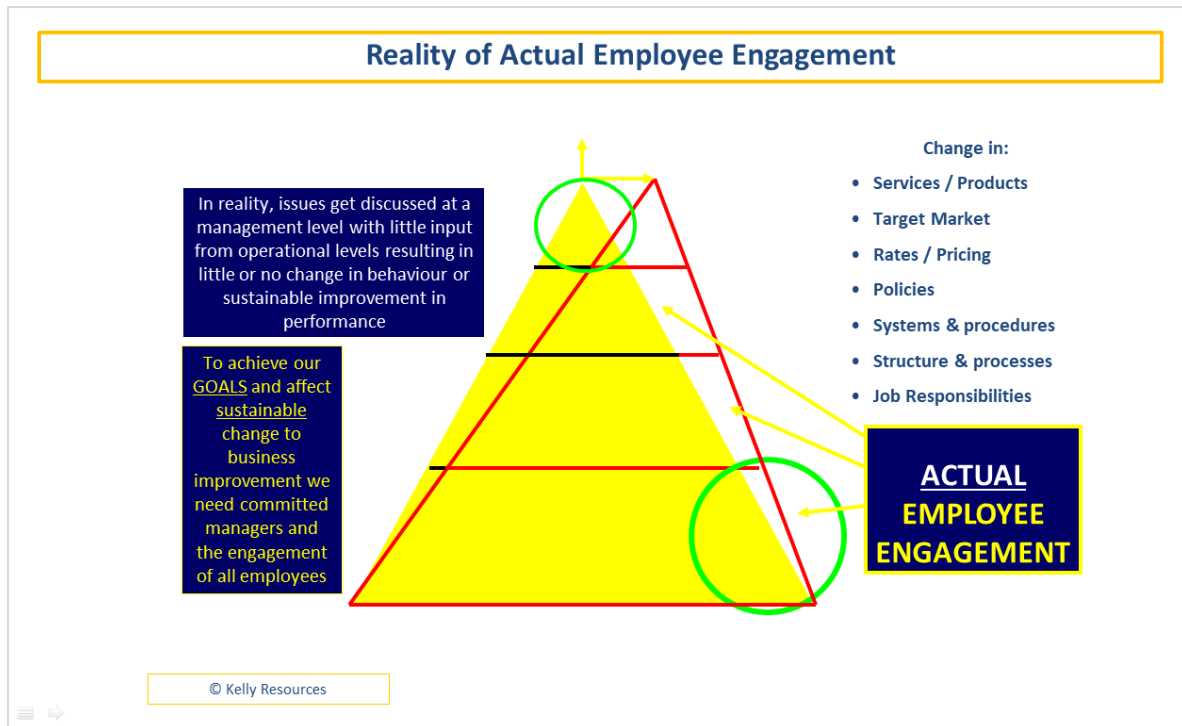 Reality of Actual Employee Engagement
In reality, issues get discussed at a
management level with little input
from operational levels resulting in
little or no change in behaviour or
sustainable improvement in
performance
To achieve our
GOALS and affect
sustainable
change to
business
improvement we
need committed
managers and
the engagement
of all employees
Change in:
• Services / Products
• Target Market
• Rates / Pricing
• Policies
• Systems & procedures
• Structure & processes
• Job Responsibilities
ACTUAL
EMPLOYEE
ENGAGEMENT
© Kelly Resources